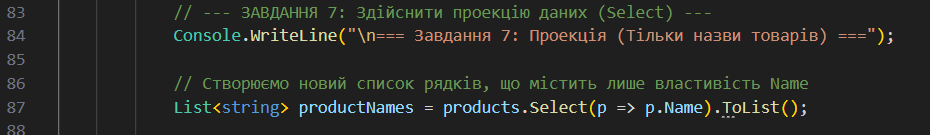 83 // --- ЗАВДАННЯ 7: Здійснити проекцію даних (Select) ---
84 Console.WriteLine("\n=== Завдання 7: Проекція (Тільки назви товарів) ===");
85
86 // Створюємо новий список рядків, що містить лише властивість Name
87 List<string> productNames = products.Select(p => p.Name).ToList();
88